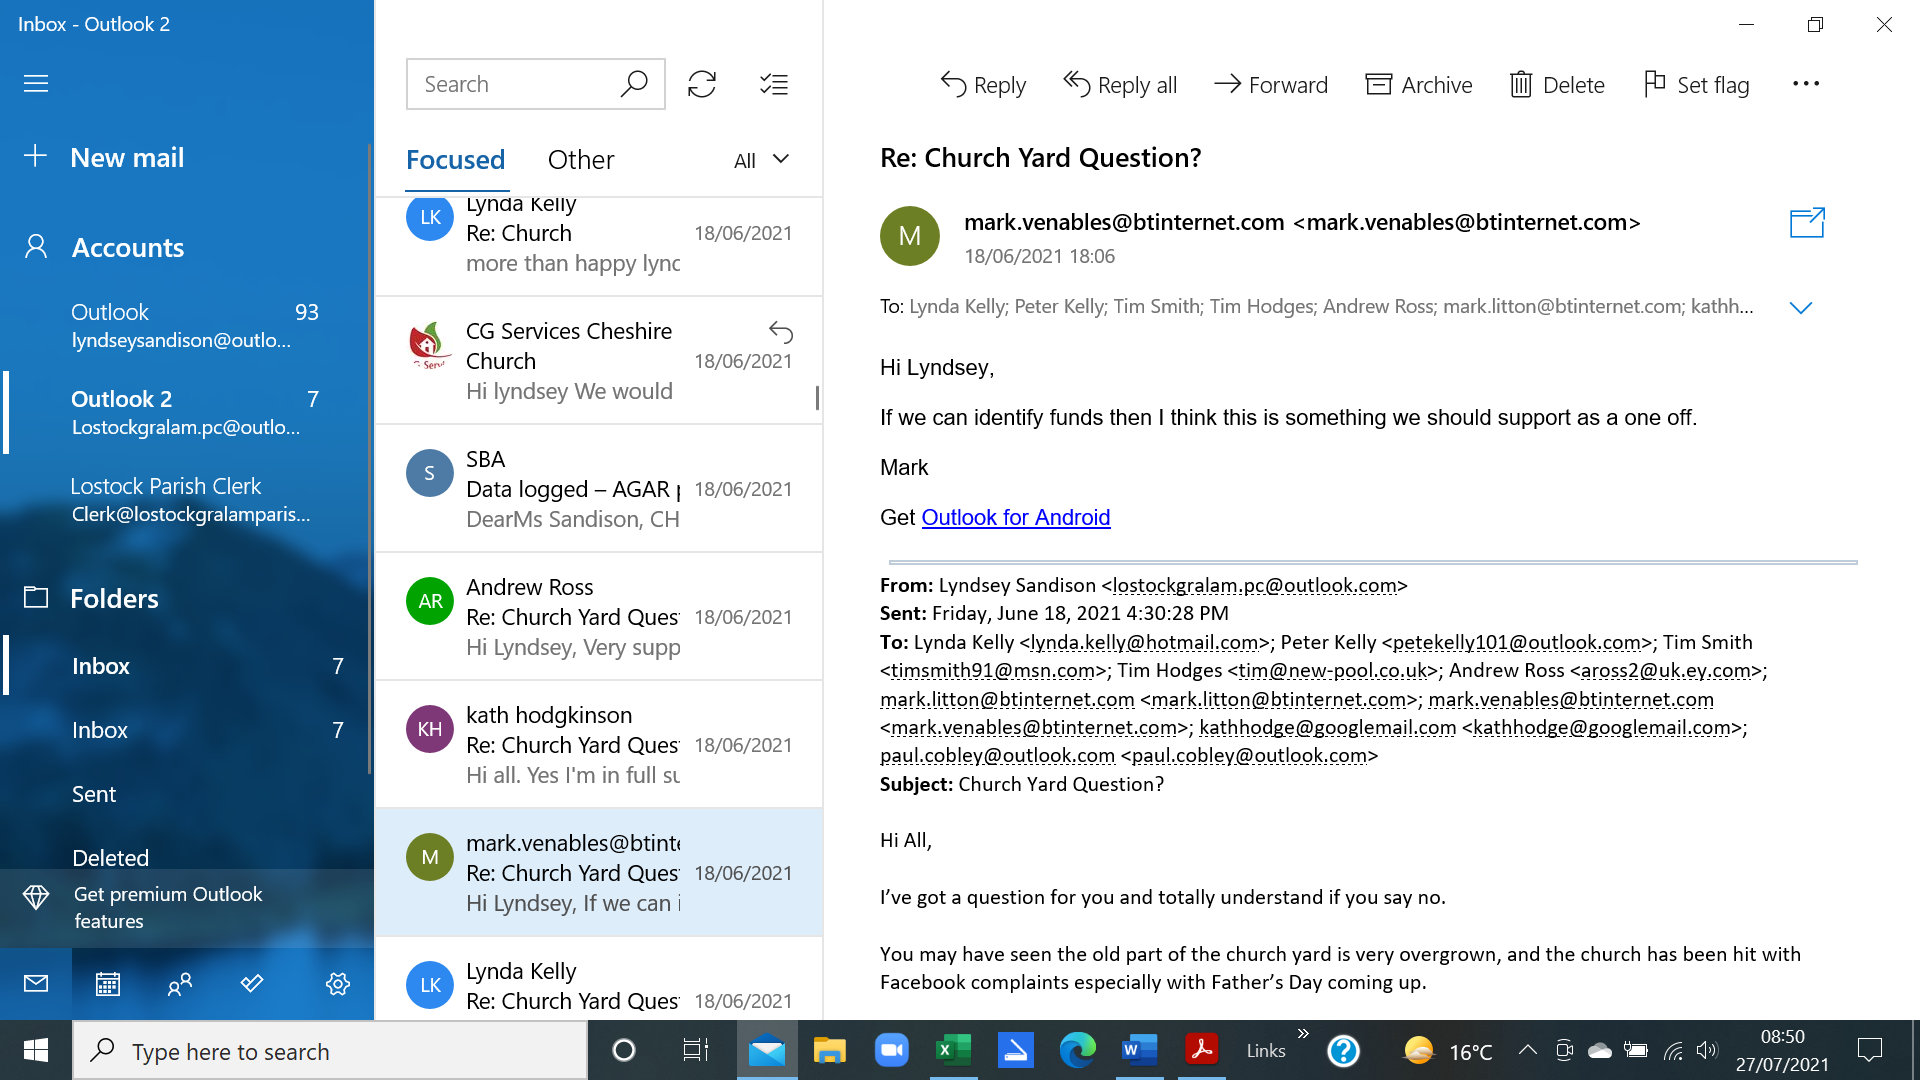 Inbox - Outlook 2
New mail
Accounts
Outlook 93
lyndseysandison@outlo...
Outlook 2 7
Lostockgralam.pc@outlo...
Lostock Parish Clerk
Clerk@lostockgralamparis...
Folders
Inbox 7
Inbox 7
Sent
Deleted
Get premium Outlook
features
Search
Focused Other All
LK Lynda Kelly
Re: Church 18/06/2021
more than happy lync
CG Services Cheshire
Church 18/06/2021
Hi lyndsey We would
S SBA
Data logged – AGAR p 18/06/2021
DearMs Sandison, CH
AR Andrew Ross
Re: Church Yard Ques 18/06/2021
Hi Lyndsey, Very supp
KH kath hodgkinson
Re: Church Yard Ques 18/06/2021
Hi all. Yes I'm in full su
M mark.venables@btinte
Re: Church Yard Ques 18/06/2021
Hi Lyndsey, If we can i
LK Lynda Kelly
Re: Church Yard Ques 18/06/2021
Reply Reply all Forward Archive Delete Set flag ...
Re: Church Yard Question?
M mark.venables@btinternet.com <mark.venables@btinternet.com>
18/06/2021 18:06
To: Lynda Kelly; Peter Kelly; Tim Smith; Tim Hodges; Andrew Ross; mark.litton@btinternet.com; kathh...
Hi Lyndsey,
If we can identify funds then I think this is something we should support as a one off.
Mark
Get Outlook for Android
From: Lyndsey Sandison <lostockgralam.pc@outlook.com>
Sent: Friday, June 18, 2021 4:30:28 PM
To: Lynda Kelly <lynda.kelly@hotmail.com>; Peter Kelly <petekelly101@outlook.com>; Tim Smith
<timsmith91@msn.com>; Tim Hodges <tim@new-pool.co.uk>; Andrew Ross <aross2@uk.ey.com>;
mark.litton@btinternet.com <mark.litton@btinternet.com>; mark.venables@btinternet.com
<mark.venables@btinternet.com>; kathhodge@googlemail.com <kathhodge@googlemail.com>;
paul.cobley@outlook.com <paul.cobley@outlook.com>
Subject: Church Yard Question?
Hi All,
I've got a question for you and totally understand if you say no.
You may have seen the old part of the church yard is very overgrown, and the church has been hit with
Facebook complaints especially with Father's Day coming up.
Type here to search
Links
16°C
08:50
27/07/2021